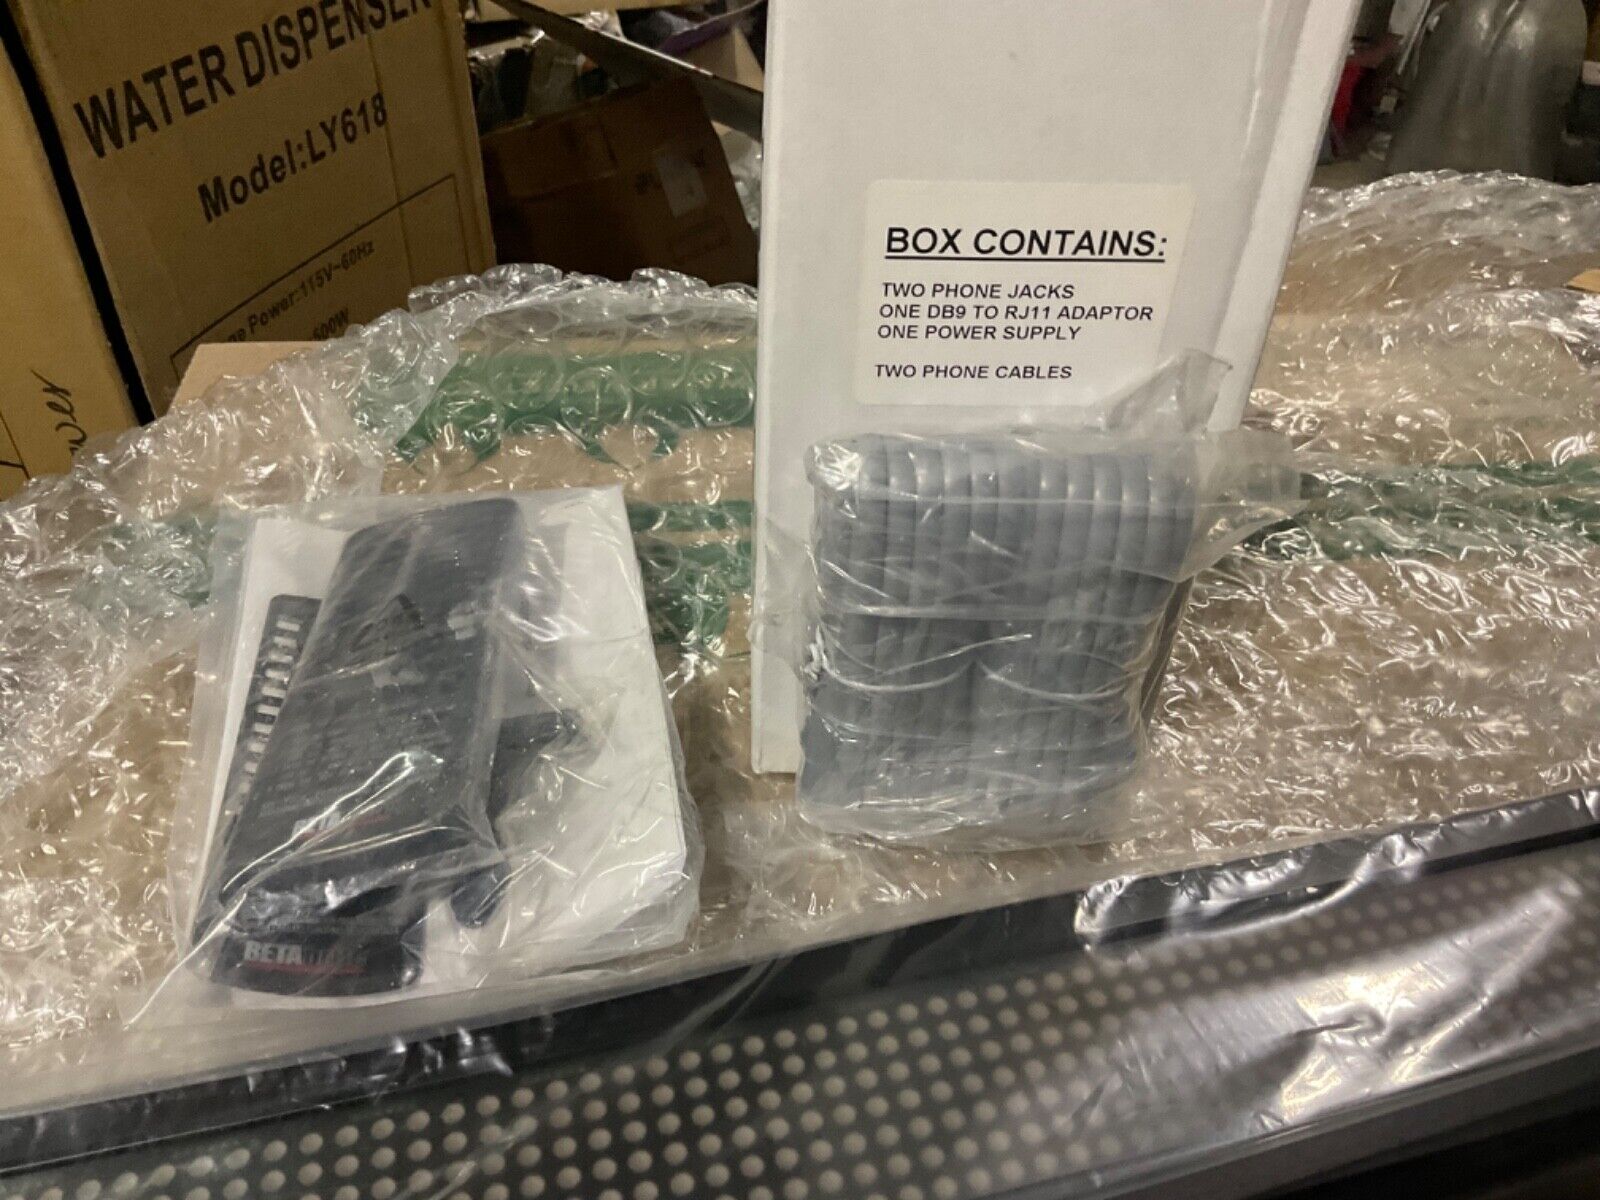 WATER DISPENSER
Model:LY618
Power:115V~60Hz
600W
BOX CONTAINS:
TWO PHONE JACKS
ONE DB9 TO RJ11 ADAPTOR
ONE POWER SUPPLY
TWO PHONE CABLES